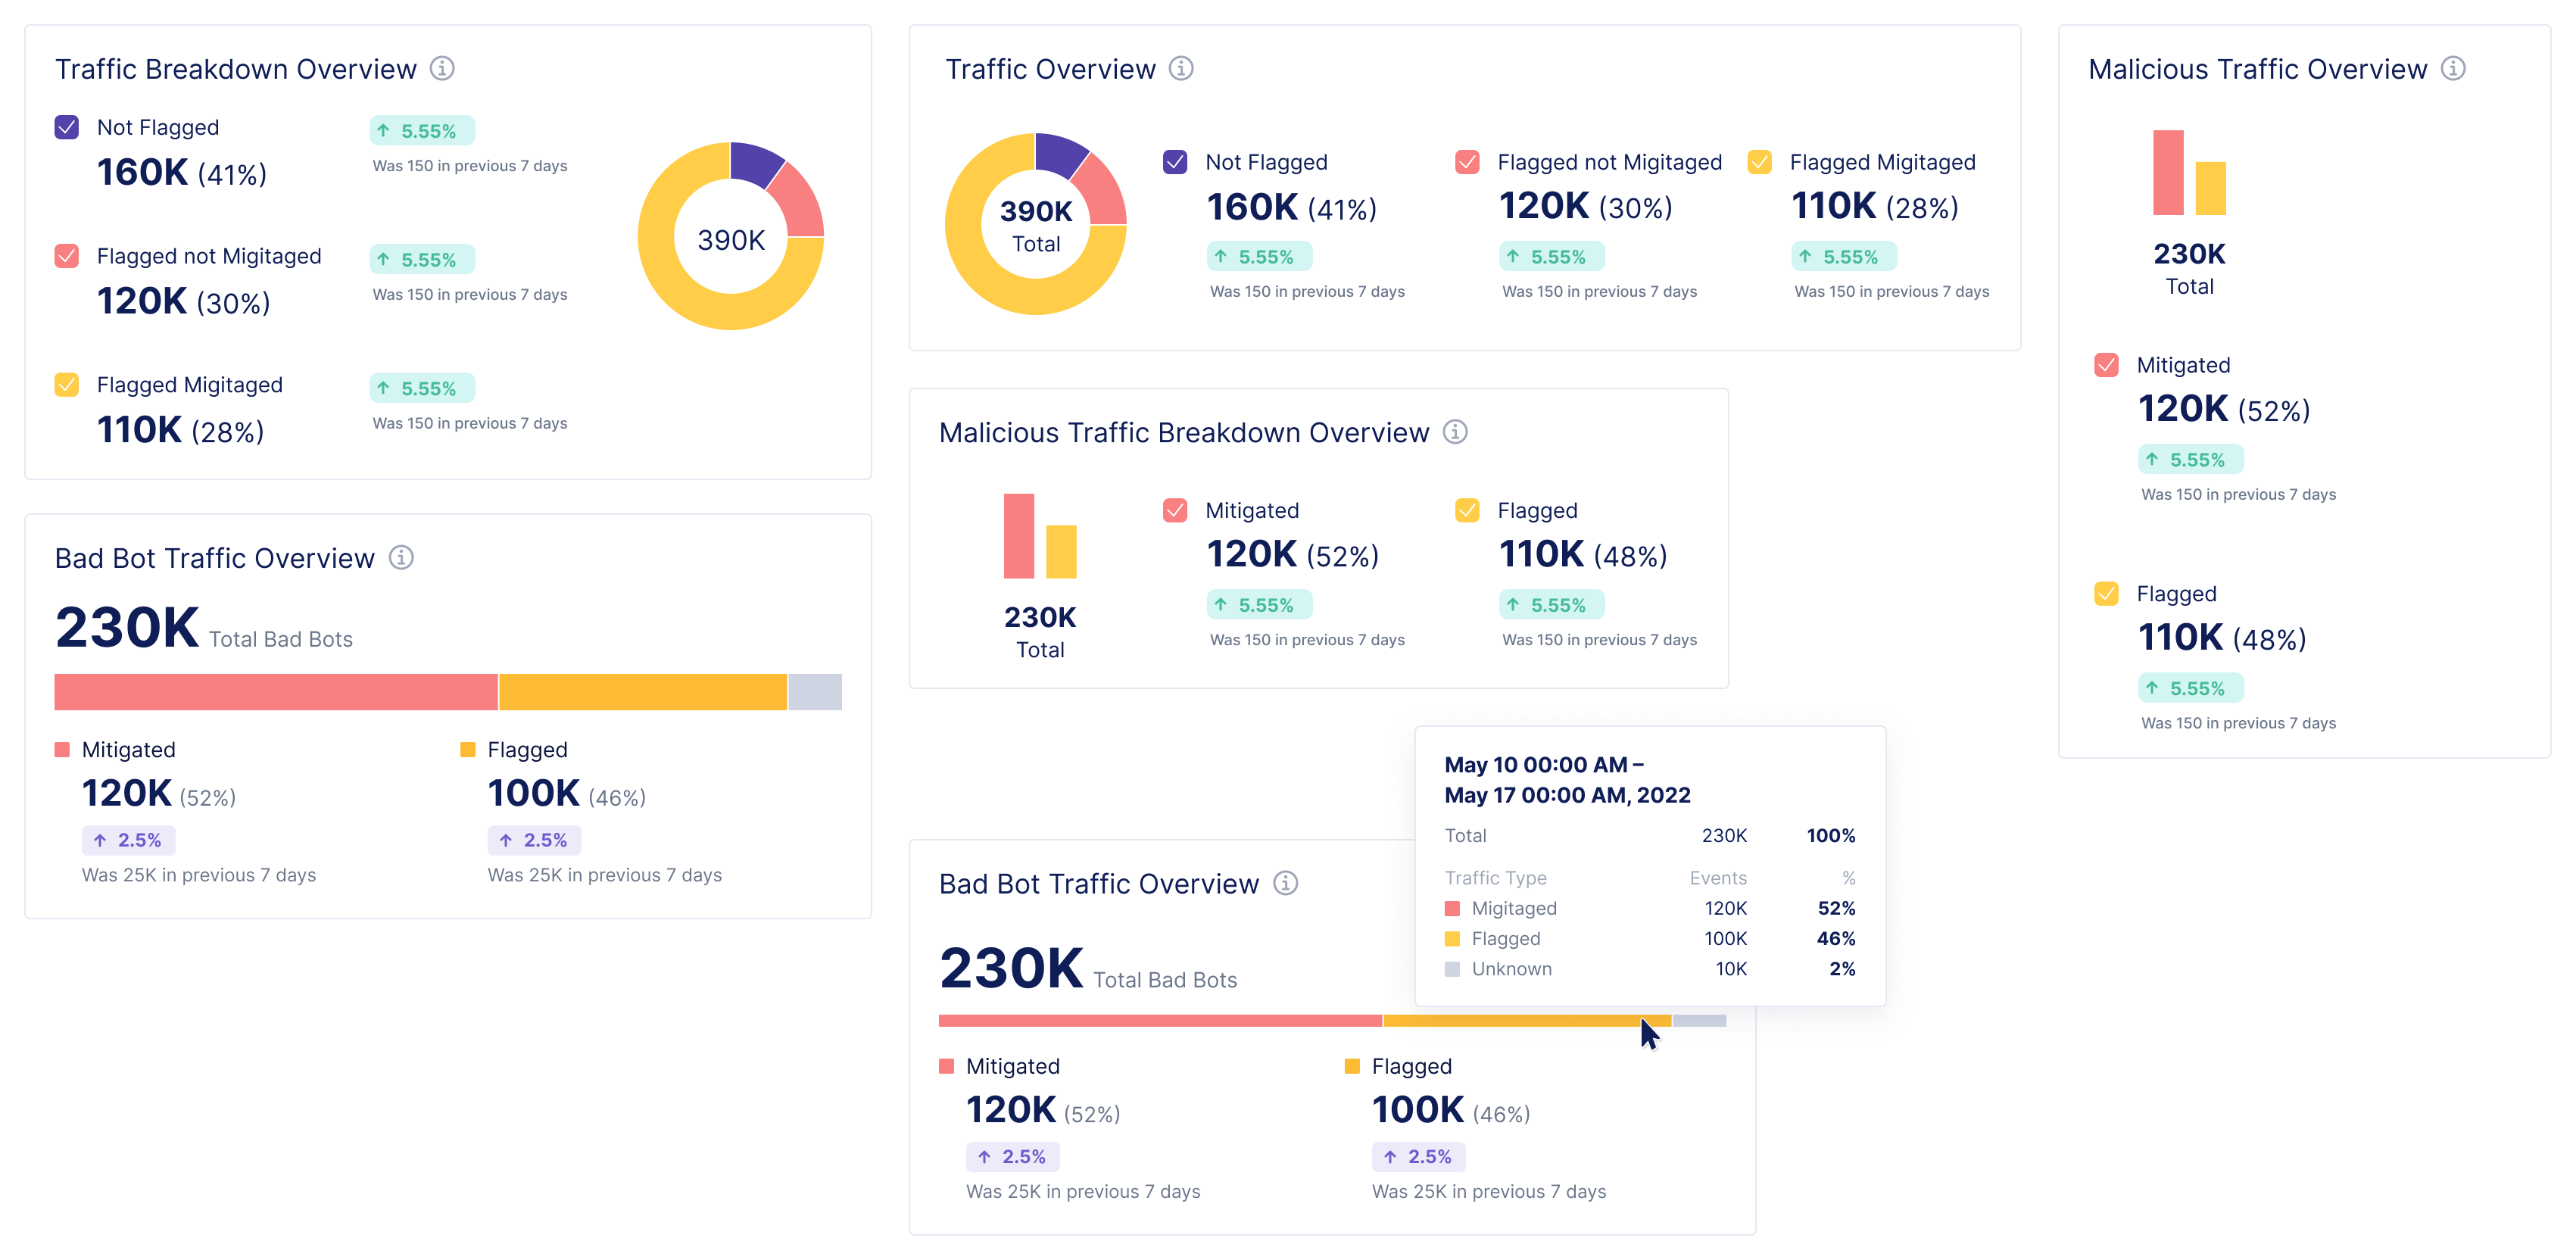 Traffic Breakdown Overview
Not Flagged
160K (41%)
5.55%
Was 150 in previous 7 days
Flagged not Migitaged
120K (30%)
5.55%
Was 150 in previous 7 days
Flagged Migitaged
110K (28%)
5.55%
Was 150 in previous 7 days
390K
Bad Bot Traffic Overview
230K Total Bad Bots
Mitigated
120K (52%)
2.5%
Was 25K in previous 7 days
Flagged
100K (46%)
2.5%
Was 25K in previous 7 days
Traffic Overview
390K
Total
Not Flagged
160K (41%)
5.55%
Was 150 in previous 7 days
Flagged not Migitaged
120K (30%)
5.55%
Was 150 in previous 7 days
Flagged Migitaged
110K (28%)
5.55%
Was 150 in previous 7 days
Malicious Traffic Breakdown Overview
230K
Total
Mitigated
120K (52%)
5.55%
Was 150 in previous 7 days
Flagged
110K (48%)
5.55%
Was 150 in previous 7 days
Bad Bot Traffic Overview
230K Total Bad Bots
Mitigated
120K (52%)
2.5%
Was 25K in previous 7 days
Flagged
100K (46%)
2.5%
Was 25K in previous 7 days
May 10 00:00 AM –
May 17 00:00 AM, 2022
Total 230K 100%
Traffic Type Events %
Migitaged 120K 52%
Flagged 100K 46%
Unknown 10K 2%
Malicious Traffic Overview
230K
Total
Mitigated
120K (52%)
5.55%
Was 150 in previous 7 days
Flagged
110K (48%)
5.55%
Was 150 in previous 7 days